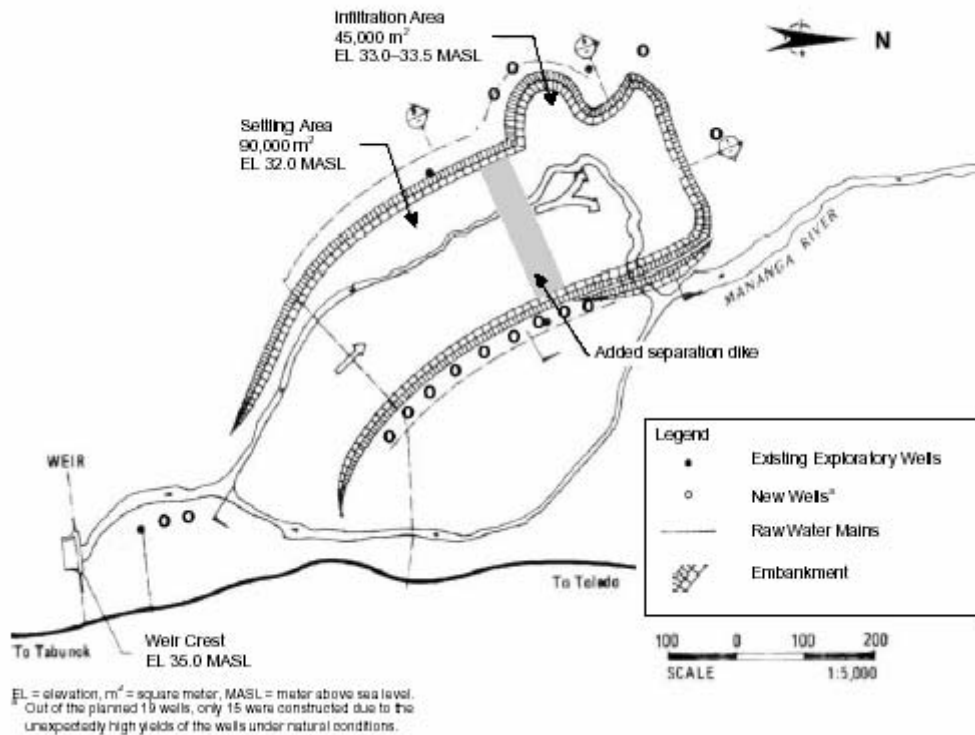 Infiltration Area
45,000 m²
EL 33.0–33.5 MASL
N
Settling Area
90,000 m²
EL 32.0 MASL
MANANGA RIVER
Added separation dike
WEIR
To Toledo
To Tabunok
Weir Crest
EL 35.0 MASL
Legend
Existing Exploratory Wells
New Wellsᵃ
Raw Water Mains
Embankment
100 0 100 200
SCALE 1:5,000
EL = elevation, m² = square meter, MASL = meter above sea level.
ᵃ Out of the planned 19 wells, only 15 were constructed due to the
unexpectedly high yields of the wells under natural conditions.